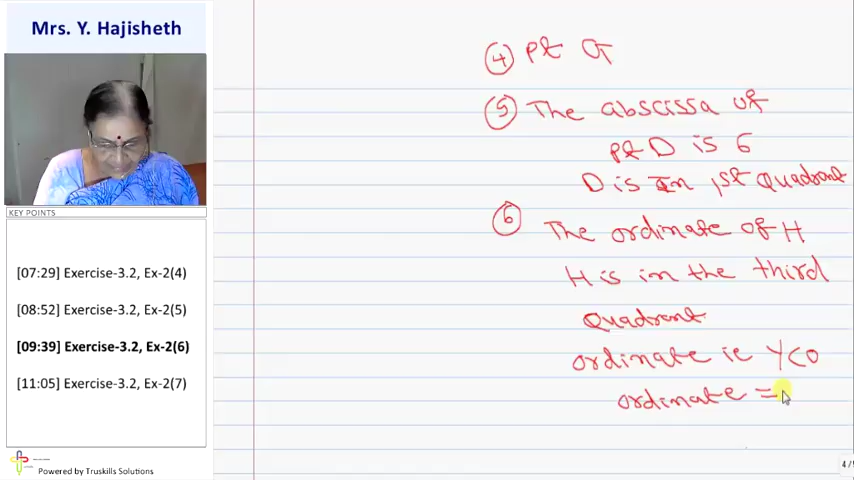 Mrs. Y. Hajisheth
KEY POINTS
[07:29] Exercise-3.2, Ex-2(4)
[08:52] Exercise-3.2, Ex-2(5)
[09:39] Exercise-3.2, Ex-2(6)
[11:05] Exercise-3.2, Ex-2(7)
Powered by Truskills Solutions
④ Pt G
⑤ The abscissa of
pt D is 6
D is in 1st Quadrant
⑥ The ordinate of H
H is in the third
Quadrant
ordinate ie Y<0
ordinate =